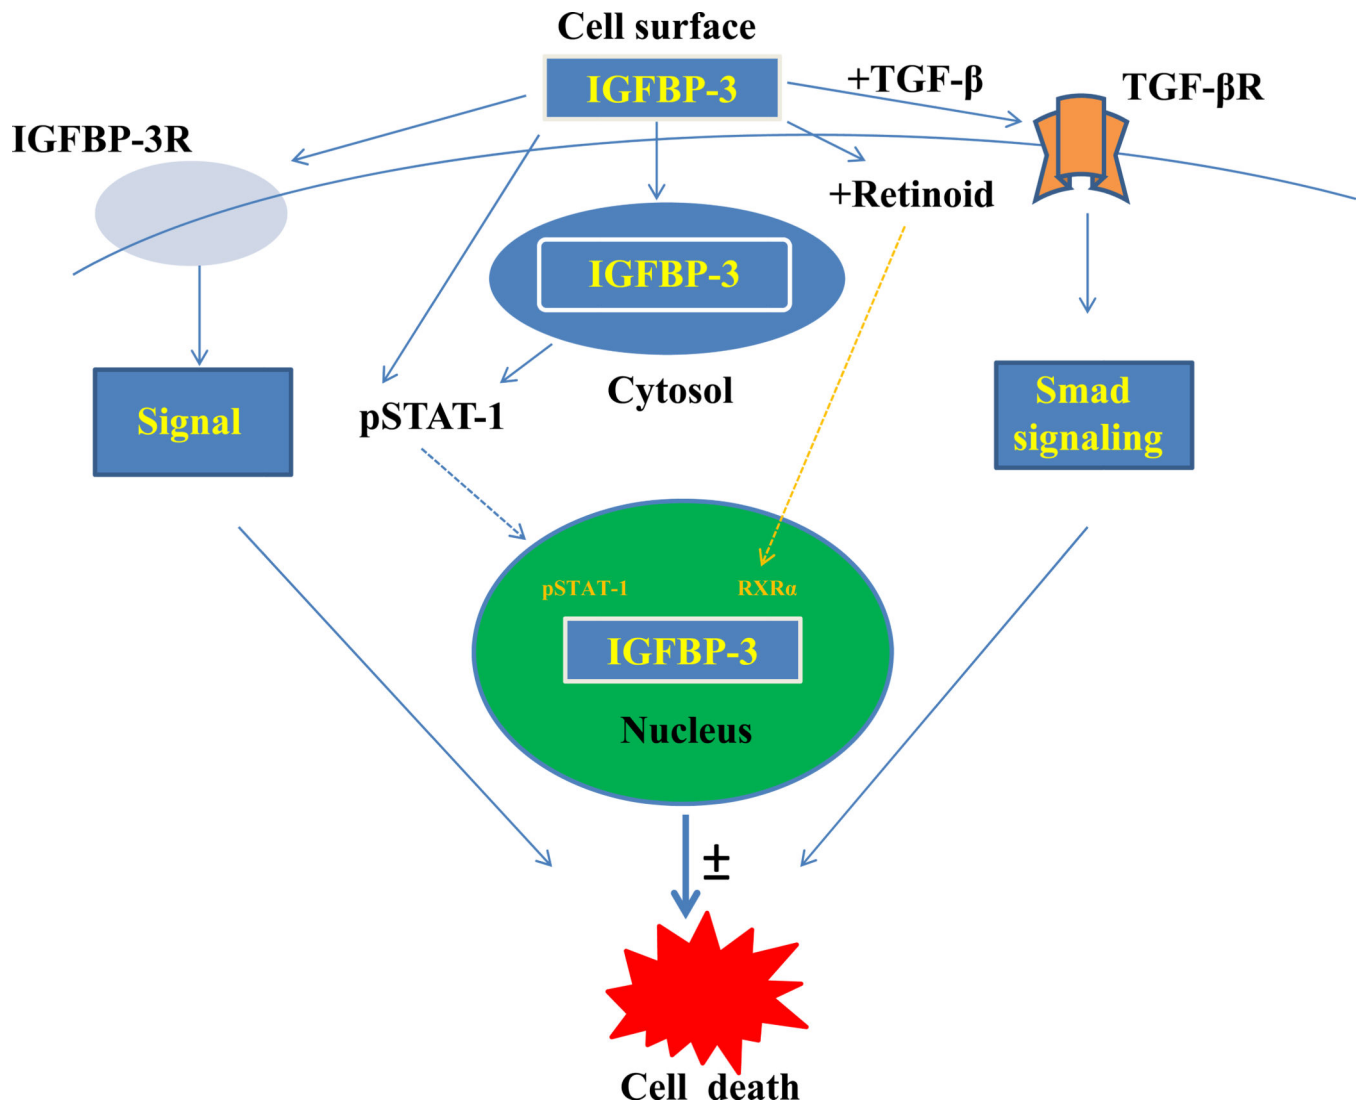 Cell surface
IGFBP-3
+TGF-β
TGF-βR
IGFBP-3R
+Retinoid
IGFBP-3
Cytosol
Signal
pSTAT-1
Smad
signaling
pSTAT-1
RXRα
IGFBP-3
Nucleus
±
Cell death